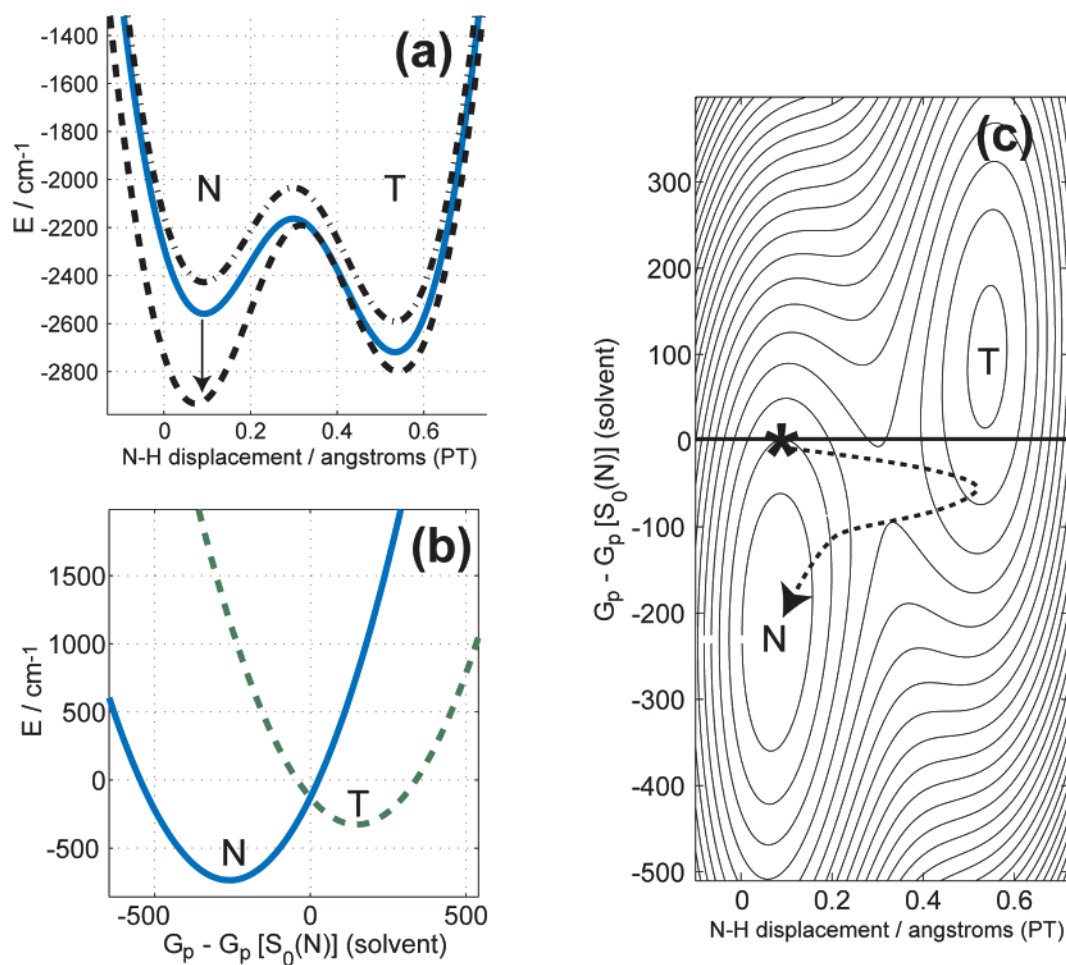 (a)
-1400
-1600
-1800
-2000
-2200
-2400
-2600
-2800
E / cm-1
N
T
0
0.2
0.4
0.6
N-H displacement / angstroms (PT)
(b)
1500
1000
500
0
-500
E / cm-1
N
T
-500
0
500
Gp - Gp [S0(N)] (solvent)
(c)
300
200
100
0
-100
-200
-300
-400
-500
Gp - Gp [S0(N)] (solvent)
T
*
N
0
0.2
0.4
0.6
N-H displacement / angstroms (PT)